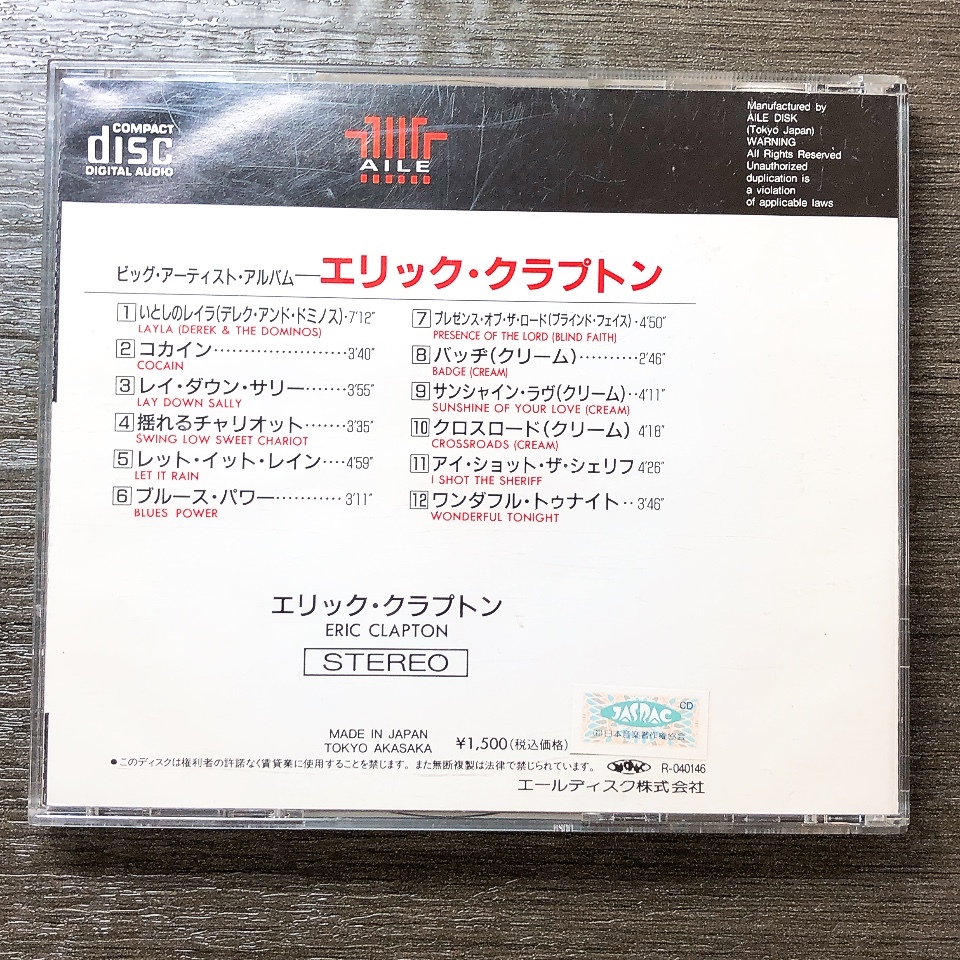 COMPACT
disc
DIGITAL AUDIO
AILE
Manufactured by
AILE DISK
(Tokyo Japan)
WARNING
All Rights Reserved
Unauthorized
duplication is
a violation
of applicable laws
ビッグ・アーティスト・アルバム──エリック・クラプトン
1 いとしのレイラ(デレク・アンド・ドミノス)・7'12"
LAYLA (DEREK & THE DOMINOS)
2 コカイン······················3'40"
COCAIN
3 レイ・ダウン・サリー·······3'55"
LAY DOWN SALLY
4 揺れるチャリオット·······3'35"
SWING LOW SWEET CHARIOT
5 レット・イット・レイン····4'59"
LET IT RAIN
6 ブルース・パワー···········3'11"
BLUES POWER
7 プレゼンス・オブ・ザ・ロード(ブラインド・フェイス)・4'50"
PRESENCE OF THE LORD (BLIND FAITH)
8 バッヂ(クリーム)··········2'46"
BADGE (CREAM)
9 サンシャイン・ラヴ(クリーム)··4'11"
SUNSHINE OF YOUR LOVE (CREAM)
10 クロスロード(クリーム) 4'18"
CROSSROADS (CREAM)
11 アイ・ショット・ザ・シェリフ 4'26"
I SHOT THE SHERIFF
12 ワンダフル・トゥナイト··3'46"
WONDERFUL TONIGHT
エリック・クラプトン
ERIC CLAPTON
STEREO
CD
JASRAC
日本音楽著作権協会
MADE IN JAPAN
TOKYO AKASAKA
¥1,500(税込価格)
●このディスクは権利者の許諾なく賃貸業に使用することを禁じます。また無断複製は法律で禁じられています。
R-040146
エールディスク株式会社